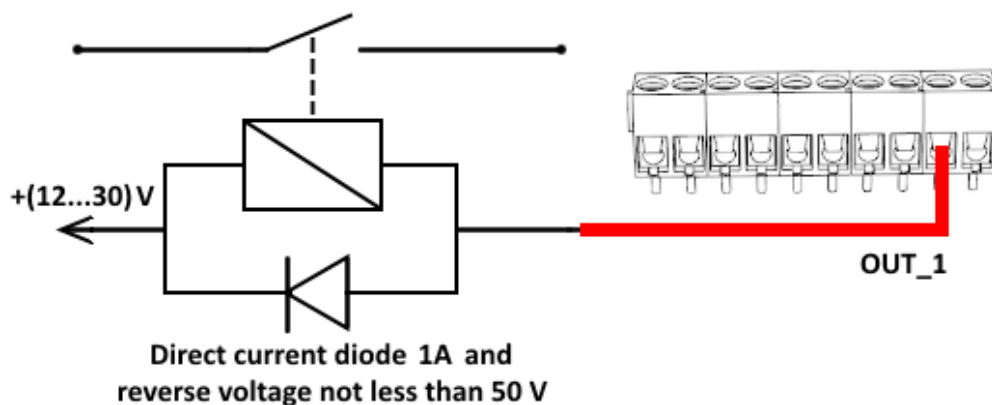 +(12...30) V
OUT_1
Direct current diode 1A and
reverse voltage not less than 50 V